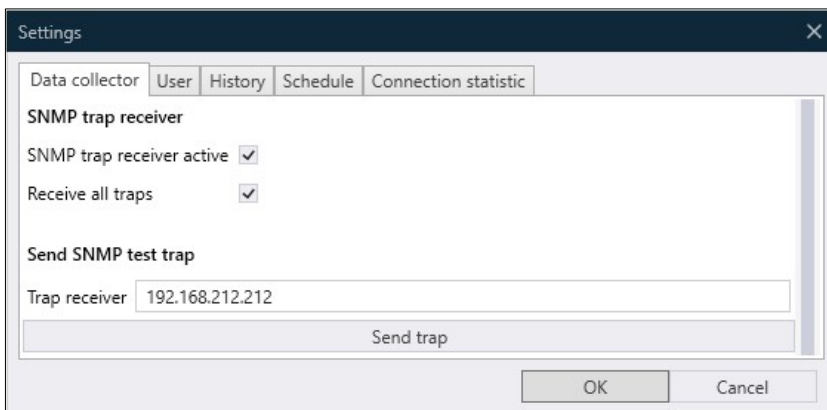 Settings
Data collector User History Schedule Connection statistic
SNMP trap receiver
SNMP trap receiver active
Receive all traps
Send SNMP test trap
Trap receiver 192.168.212.212
Send trap
OK Cancel